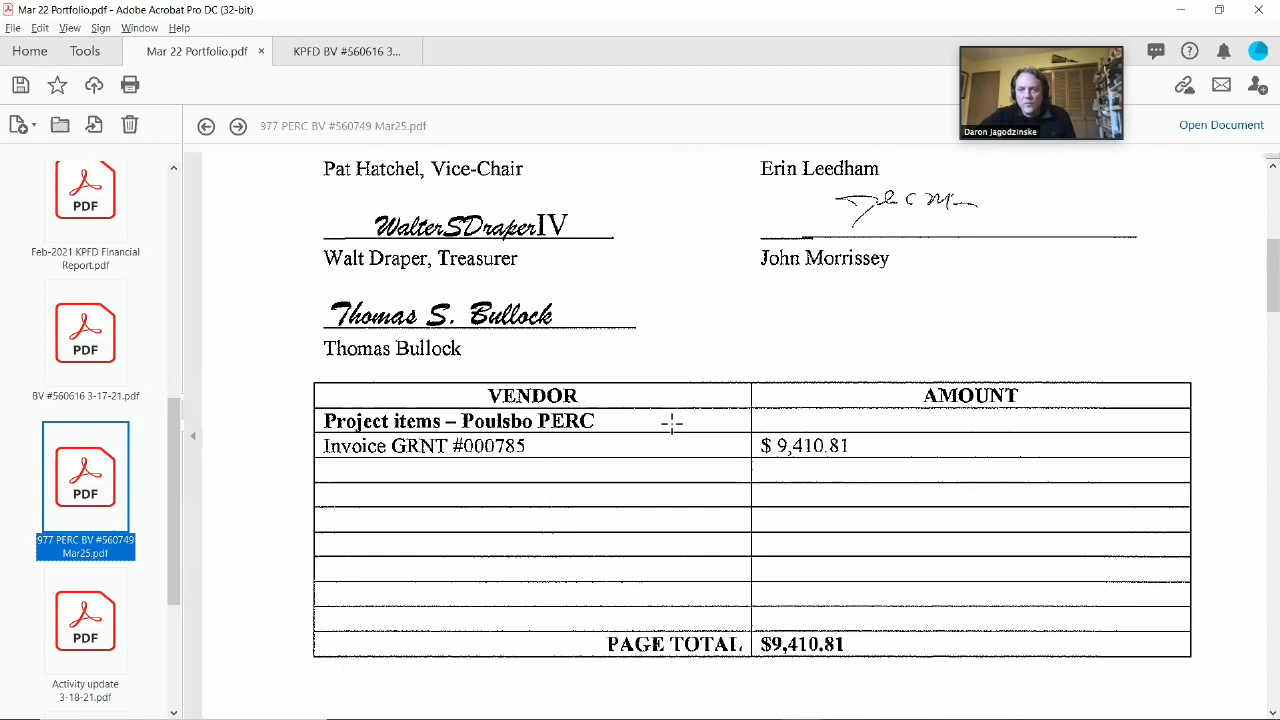 Mar 22 Portfolio.pdf - Adobe Acrobat Pro DC (32-bit)
File Edit View Sign Window Help
Home Tools Mar 22 Portfolio.pdf × KPFD BV #560616 3...
Daron Jagodzinske
977 PERC BV #560749 Mar25.pdf
Open Document
PDF
Feb-2021 KPFD Financial
Report.pdf
PDF
BV #560616 3-17-21.pdf
PDF
977 PERC BV #560749
Mar25.pdf
PDF
Activity update
3-18-21.pdf
Pat Hatchel, Vice-Chair
Erin Leedham
WalterSDraperIV
Walt Draper, Treasurer
John Morrissey
Thomas S. Bullock
Thomas Bullock
VENDOR AMOUNT
Project items – Poulsbo PERC
Invoice GRNT #000785 $ 9,410.81
PAGE TOTAL $9,410.81